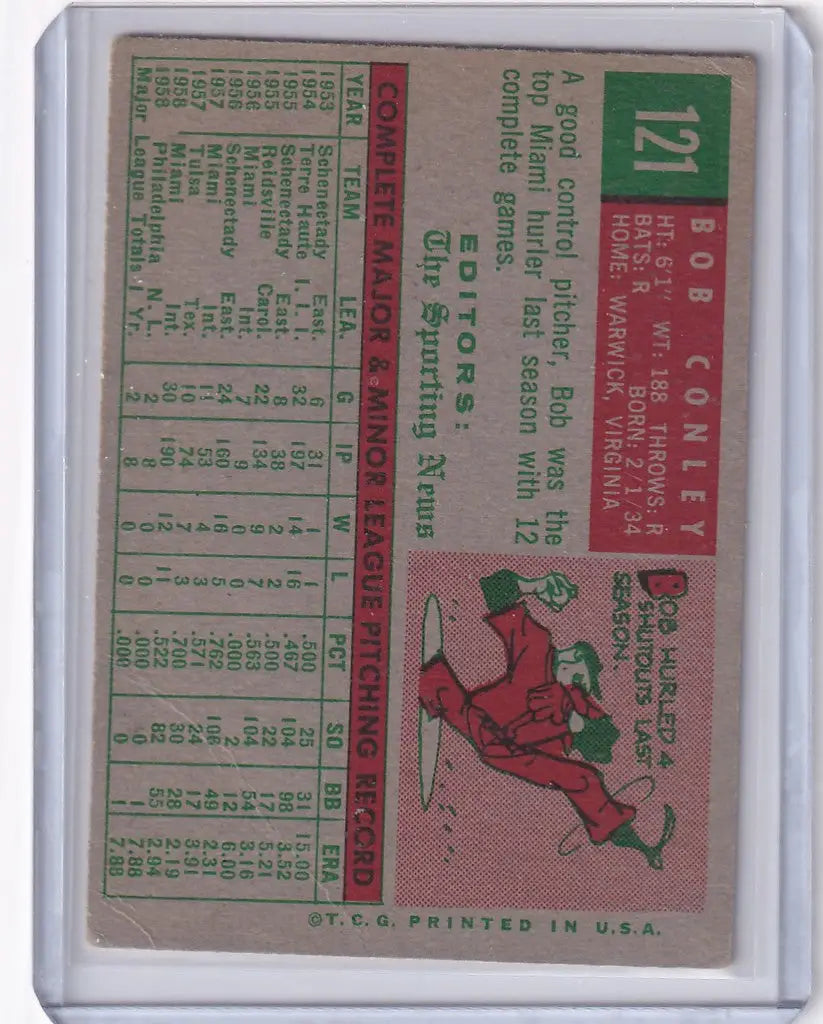 121
BOB CONLEY
HT: 6'1" WT: 188 THROWS: R
BATS: R BORN: 2/1/34
HOME: WARWICK, VIRGINIA
A good control pitcher, Bob was the
top Miami hurler last season with 12
complete games.
EDITORS:
The Sporting News
BOB HURLED 4
SHUTOUTS LAST
SEASON.
COMPLETE MAJOR & MINOR LEAGUE PITCHING RECORD
YEAR TEAM LEA. G IP W L PCT SO BB ERA
1953 Schenectady East. 6 31 1 1 .500 25 31 15.00
1954 Terre Haute I.I.I. 32 197 14 16 .467 104 98 3.52
1955 Schenectady East. 8 38 2 2 .500 22 17 5.21
1955 Reidsville Carol. 22 134 9 7 .563 104 54 3.16
1956 Miami Int. 7 9 0 0 .000 2 12 6.00
1956 Schenectady East. 24 160 16 5 .762 106 49 2.31
1957 Miami Int. 11 53 4 3 .571 24 17 3.91
1957 Tulsa Tex. 10 74 7 3 .700 30 28 2.19
1958 Miami Int. 30 190 12 11 .522 82 55 2.94
1958 Philadelphia N.L. 2 8 0 0 .000 0 1 7.88
Major League Totals 1 Yr. 2 8 0 0 .000 0 1 7.88
©T.C.G. PRINTED IN U.S.A.